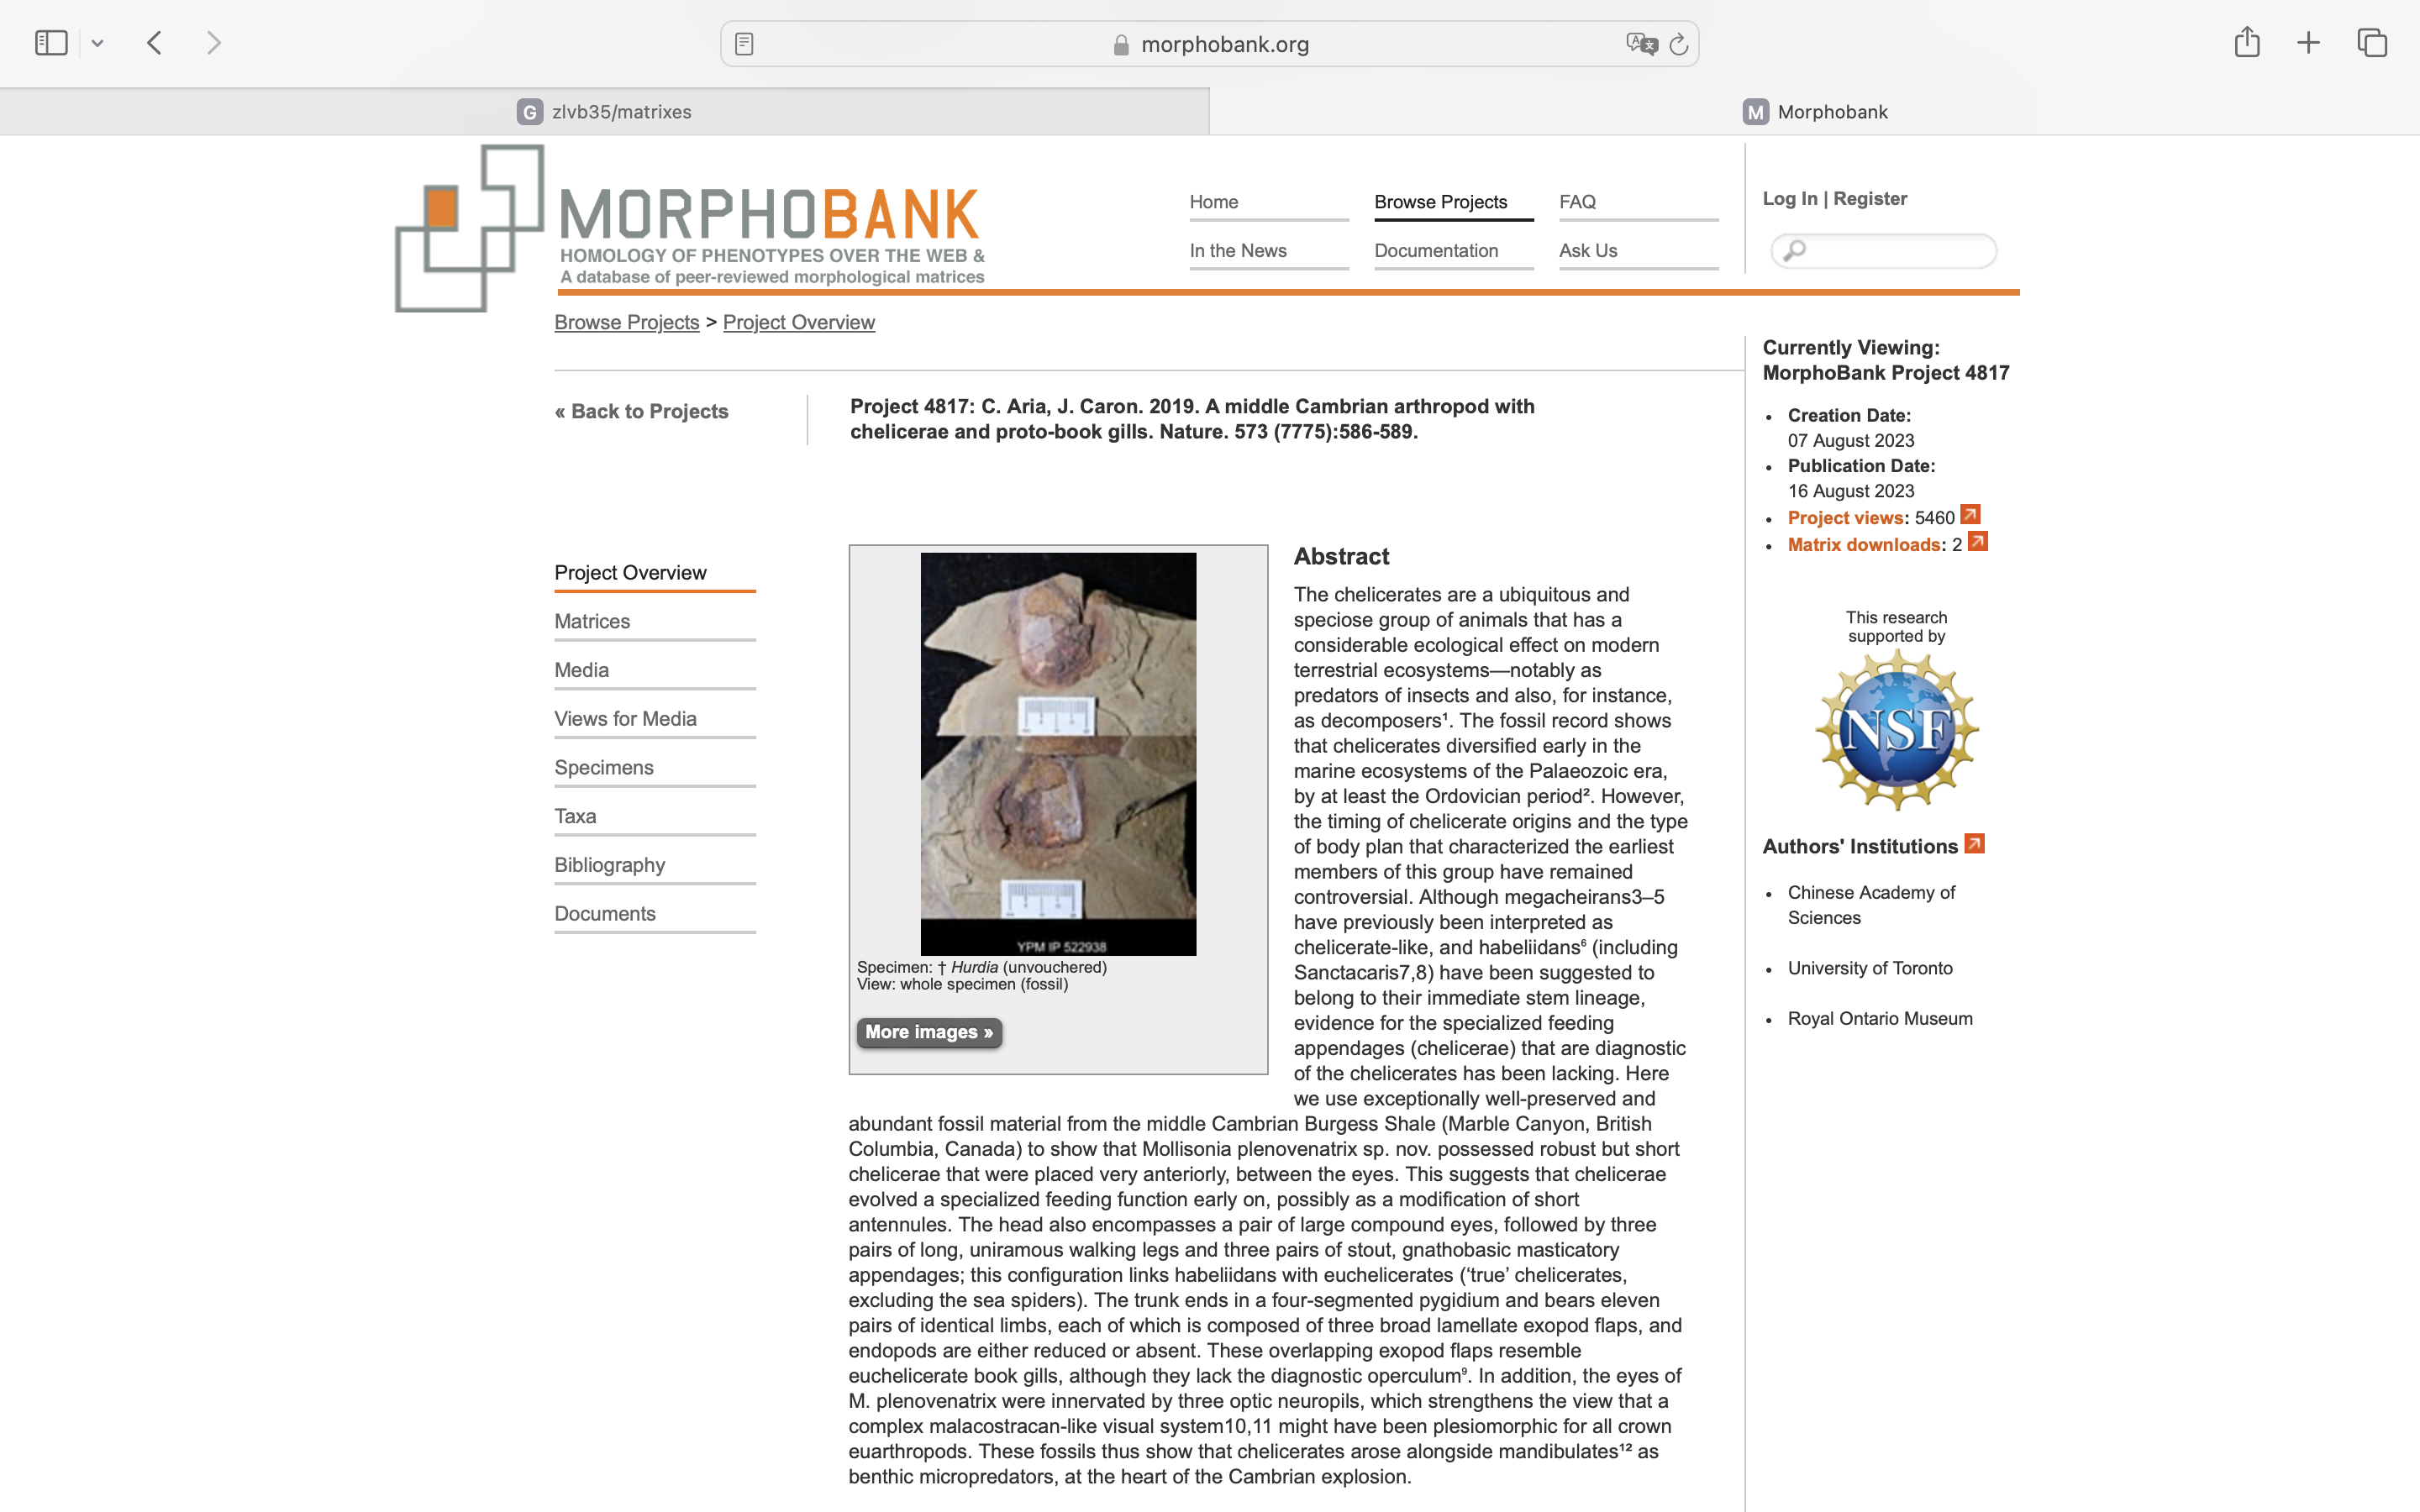 morphobank.org
G zlvb35/matrixes
M Morphobank
MORPHOBANK
HOMOLOGY OF PHENOTYPES OVER THE WEB &
A database of peer-reviewed morphological matrices
Home
Browse Projects
FAQ
In the News
Documentation
Ask Us
Log In | Register
Browse Projects > Project Overview
« Back to Projects
Project 4817: C. Aria, J. Caron. 2019. A middle Cambrian arthropod with
chelicerae and proto-book gills. Nature. 573 (7775):586-589.
Project Overview
Matrices
Media
Views for Media
Specimens
Taxa
Bibliography
Documents
YPM IP 522938
Specimen: † Hurdia (unvouchered)
View: whole specimen (fossil)
More images »
Abstract
The chelicerates are a ubiquitous and
speciose group of animals that has a
considerable ecological effect on modern
terrestrial ecosystems—notably as
predators of insects and also, for instance,
as decomposers¹. The fossil record shows
that chelicerates diversified early in the
marine ecosystems of the Palaeozoic era,
by at least the Ordovician period². However,
the timing of chelicerate origins and the type
of body plan that characterized the earliest
members of this group have remained
controversial. Although megacheirans3–5
have previously been interpreted as
chelicerate-like, and habeliidans⁶ (including
Sanctacaris7,8) have been suggested to
belong to their immediate stem lineage,
evidence for the specialized feeding
appendages (chelicerae) that are diagnostic
of the chelicerates has been lacking. Here
we use exceptionally well-preserved and
abundant fossil material from the middle Cambrian Burgess Shale (Marble Canyon, British
Columbia, Canada) to show that Mollisonia plenovenatrix sp. nov. possessed robust but short
chelicerae that were placed very anteriorly, between the eyes. This suggests that chelicerae
evolved a specialized feeding function early on, possibly as a modification of short
antennules. The head also encompasses a pair of large compound eyes, followed by three
pairs of long, uniramous walking legs and three pairs of stout, gnathobasic masticatory
appendages; this configuration links habeliidans with euchelicerates (‘true’ chelicerates,
excluding the sea spiders). The trunk ends in a four-segmented pygidium and bears eleven
pairs of identical limbs, each of which is composed of three broad lamellate exopod flaps, and
endopods are either reduced or absent. These overlapping exopod flaps resemble
euchelicerate book gills, although they lack the diagnostic operculum⁹. In addition, the eyes of
M. plenovenatrix were innervated by three optic neuropils, which strengthens the view that a
complex malacostracan-like visual system10,11 might have been plesiomorphic for all crown
euarthropods. These fossils thus show that chelicerates arose alongside mandibulates¹² as
benthic micropredators, at the heart of the Cambrian explosion.
Currently Viewing:
MorphoBank Project 4817
• Creation Date:
07 August 2023
• Publication Date:
16 August 2023
• Project views: 5460
• Matrix downloads: 2
This research
supported by
NSF
Authors' Institutions
• Chinese Academy of
Sciences
• University of Toronto
• Royal Ontario Museum